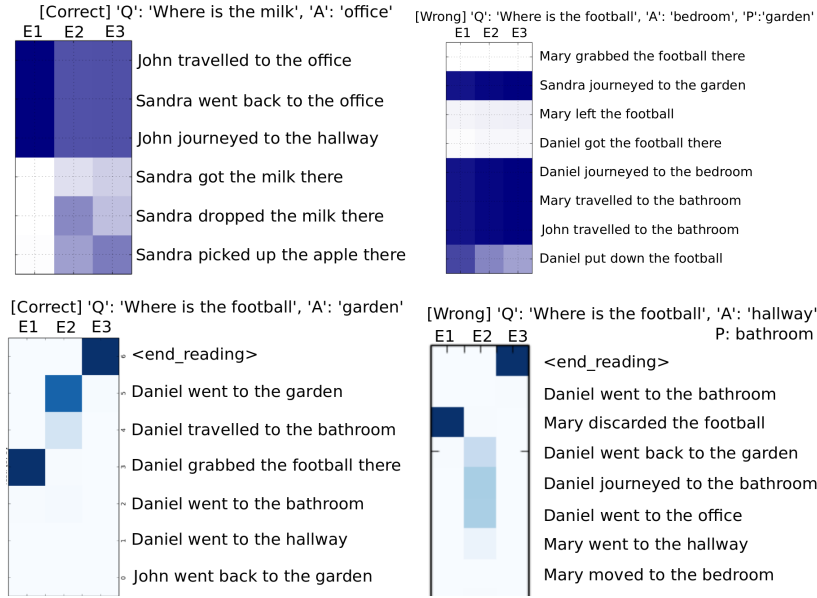 [Correct] 'Q': 'Where is the milk', 'A': 'office'
E1 E2 E3
John travelled to the office
Sandra went back to the office
John journeyed to the hallway
Sandra got the milk there
Sandra dropped the milk there
Sandra picked up the apple there
[Wrong] 'Q': 'Where is the football', 'A': 'bedroom', 'P':'garden'
E1 E2 E3
Mary grabbed the football there
Sandra journeyed to the garden
Mary left the football
Daniel got the football there
Daniel journeyed to the bedroom
Mary travelled to the bathroom
John travelled to the bathroom
Daniel put down the football
[Correct] 'Q': 'Where is the football', 'A': 'garden'
E1 E2 E3
6 <end_reading>
5 Daniel went to the garden
4 Daniel travelled to the bathroom
3 Daniel grabbed the football there
2 Daniel went to the bathroom
1 Daniel went to the hallway
0 John went back to the garden
[Wrong] 'Q': 'Where is the football', 'A': 'hallway'
P: bathroom
E1 E2 E3
<end_reading>
Daniel went to the bathroom
Mary discarded the football
Daniel went back to the garden
Daniel journeyed to the bathroom
Daniel went to the office
Mary went to the hallway
Mary moved to the bedroom